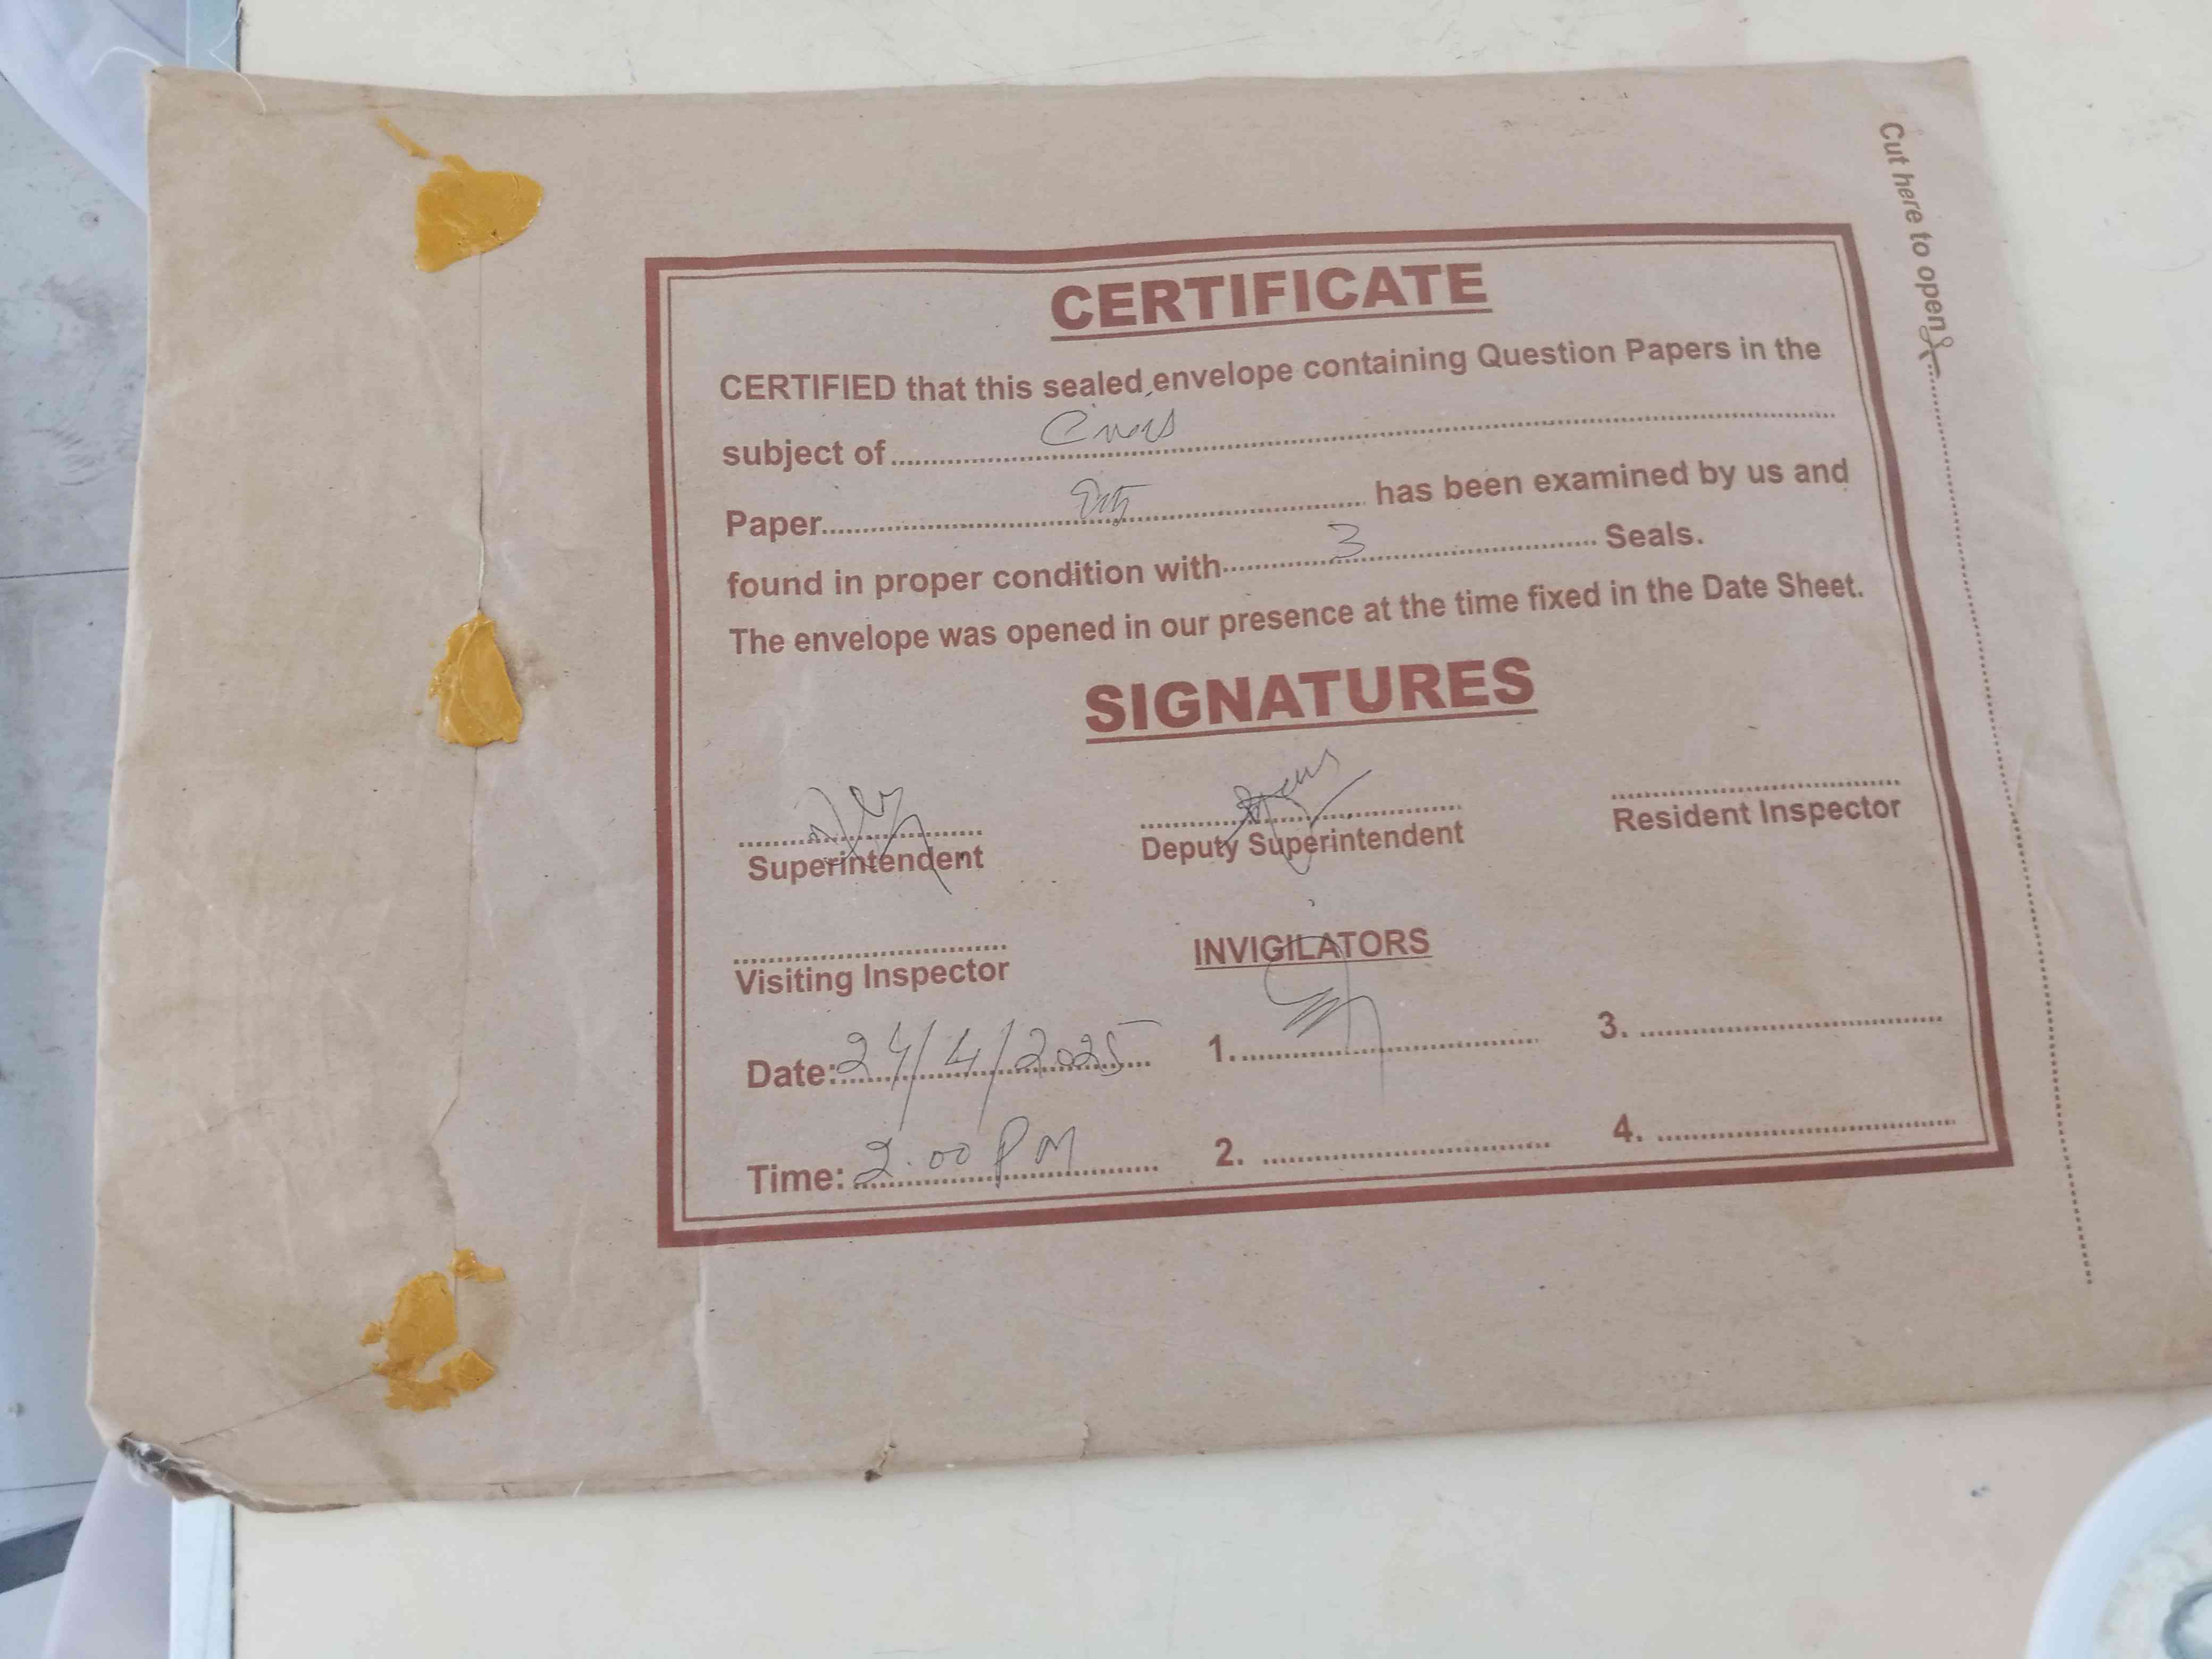 Cut here to open
CERTIFICATE
CERTIFIED that this sealed envelope containing Question Papers in the
subject of Civics
Paper has been examined by us and
found in proper condition with 3 Seals.
The envelope was opened in our presence at the time fixed in the Date Sheet.
SIGNATURES
Superintendent Deputy Superintendent Resident Inspector
Visiting Inspector INVIGILATORS
Date: 24/4/2025 1. 3.
Time: 2.00 PM 2. 4.